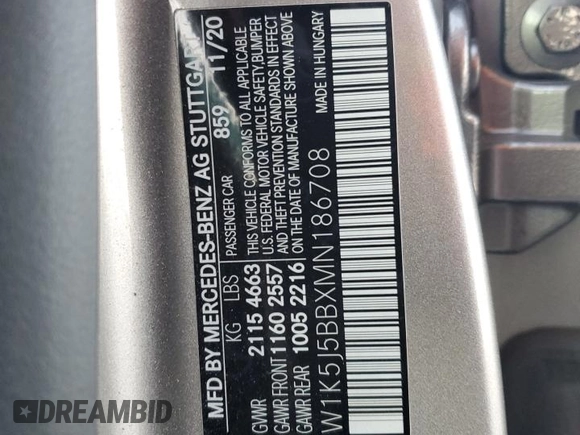 MFD BY MERCEDES-BENZ AG STUTTGART
859 11/20
KG LBS PASSENGER CAR
GVWR 2115 4663 THIS VEHICLE CONFORMS TO ALL APPLICABLE
U.S. FEDERAL MOTOR VEHICLE SAFETY, BUMPER
GAWR FRONT 1160 2557 AND THEFT PREVENTION STANDARDS IN EFFECT
GAWR REAR 1005 2216 ON THE DATE OF MANUFACTURE SHOWN ABOVE
MADE IN HUNGARY
W1K5J5BBXMN186708
DREAMBID